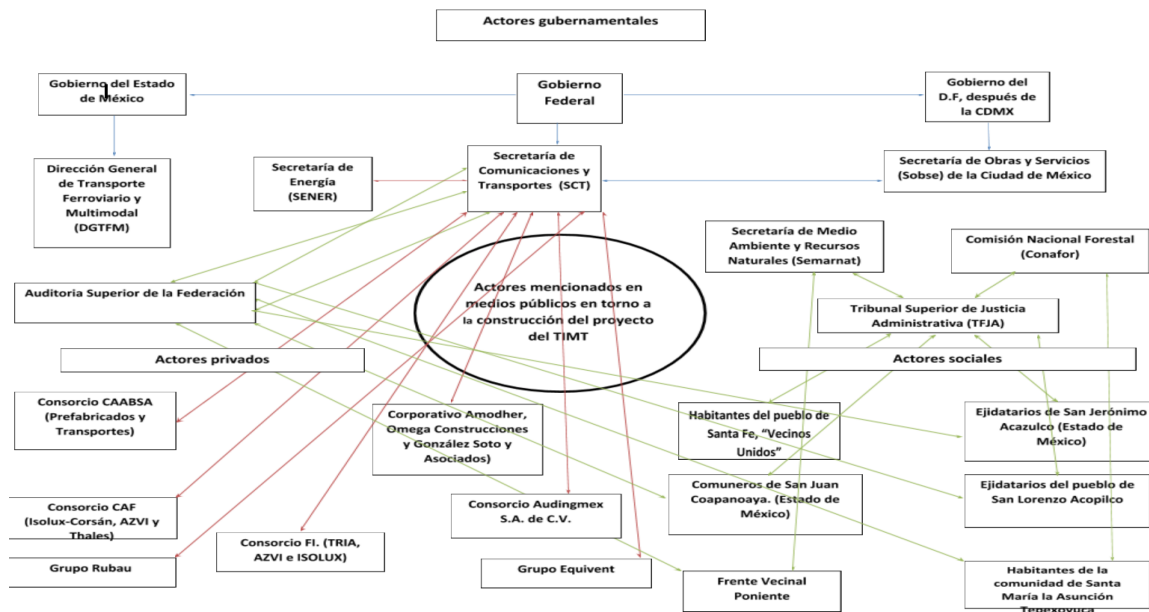 Actores gubernamentales
Gobierno del Estado
de México
Gobierno
Federal
Gobierno del
D.F, después de
la CDMX
Dirección General
de Transporte
Ferroviario y
Multimodal (DGTFM)
Secretaría de
Energía
(SENER)
Secretaría de
Comunicaciones y
Transportes (SCT)
Secretaría de Obras y Servicios
(Sobse) de la Ciudad de México
Secretaría de Medio
Ambiente y Recursos
Naturales (Semarnat)
Comisión Nacional Forestal
(Conafor)
Auditoria Superior de la Federación
Actores mencionados en
medios públicos en torno a
la construcción del proyecto
del TIMT
Tribunal Superior de Justicia
Administrativa (TFJA)
Actores privados
Actores sociales
Consorcio CAABSA
(Prefabricados y
Transportes)
Corporativo Amodher,
Omega Construcciones
y González Soto y
Asociados)
Habitantes del pueblo de
Santa Fe, “Vecinos
Unidos”
Ejidatarios de San Jerónimo
Acazulco (Estado de
México)
Comuneros de San Juan
Coapanoaya. (Estado de
México)
Ejidatarios del pueblo de
San Lorenzo Acopilco
Consorcio CAF
(Isolux-Corsán, AZVI y
Thales)
Consorcio FI. (TRIA,
AZVI e ISOLUX)
Consorcio Audingmex
S.A. de C.V.
Grupo Rubau
Grupo Equivent
Frente Vecinal
Poniente
Habitantes de la
comunidad de Santa
María la Asunción
Tepexoyuca